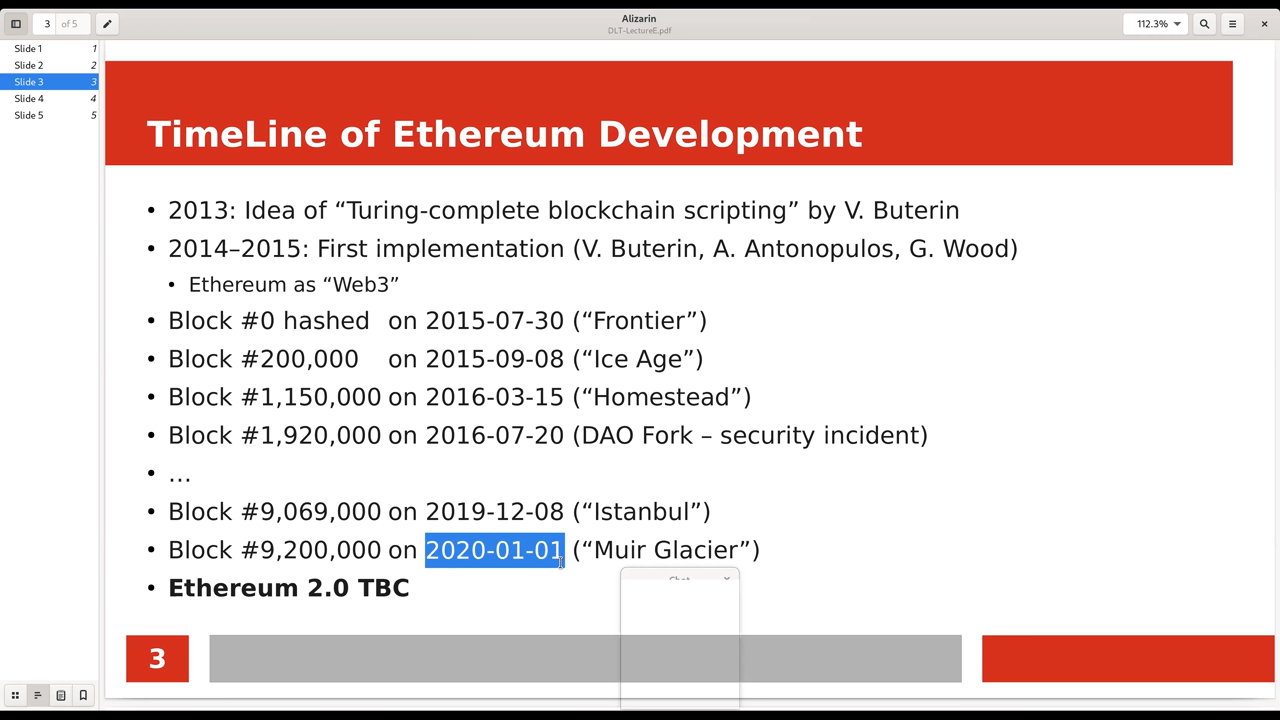 3 of 5
Alizarin
DLT-LectureE.pdf
112.3%
Slide 1 1
Slide 2 2
Slide 3 3
Slide 4 4
Slide 5 5
TimeLine of Ethereum Development
• 2013: Idea of “Turing-complete blockchain scripting” by V. Buterin
• 2014–2015: First implementation (V. Buterin, A. Antonopulos, G. Wood)
• Ethereum as “Web3”
• Block #0 hashed on 2015-07-30 (“Frontier”)
• Block #200,000 on 2015-09-08 (“Ice Age”)
• Block #1,150,000 on 2016-03-15 (“Homestead”)
• Block #1,920,000 on 2016-07-20 (DAO Fork – security incident)
• …
• Block #9,069,000 on 2019-12-08 (“Istanbul”)
• Block #9,200,000 on 2020-01-01 (“Muir Glacier”)
• Ethereum 2.0 TBC
Chat
3